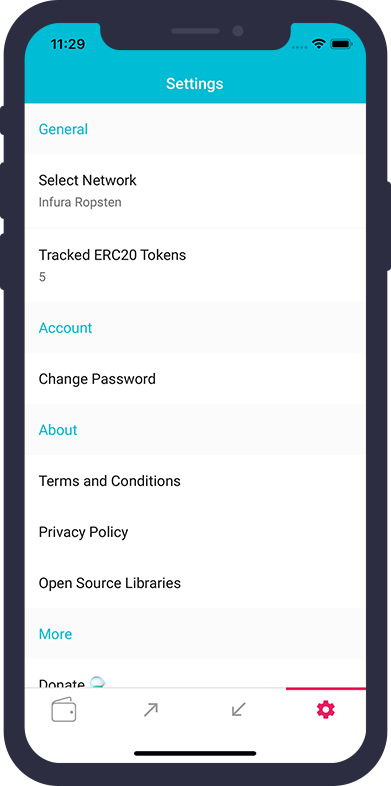 11:29
Settings
General
Select Network
Infura Ropsten
Tracked ERC20 Tokens
5
Account
Change Password
About
Terms and Conditions
Privacy Policy
Open Source Libraries
More
Donate